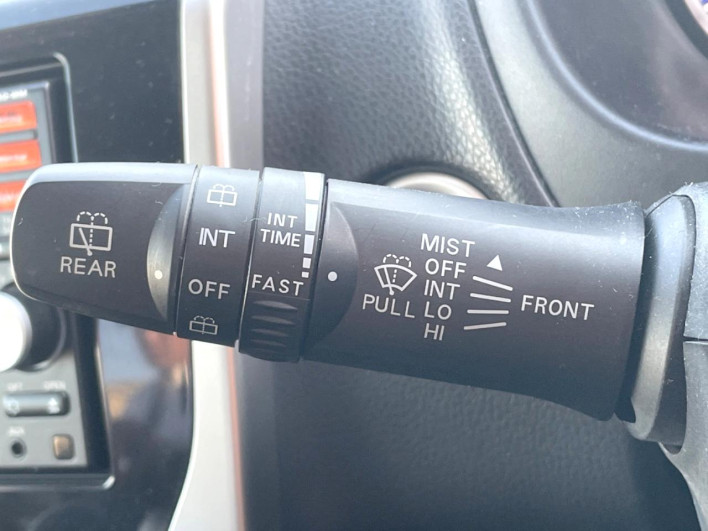 REAR
INT
OFF
INT
TIME
FAST
MIST
OFF
INT
LO
HI
PULL
FRONT